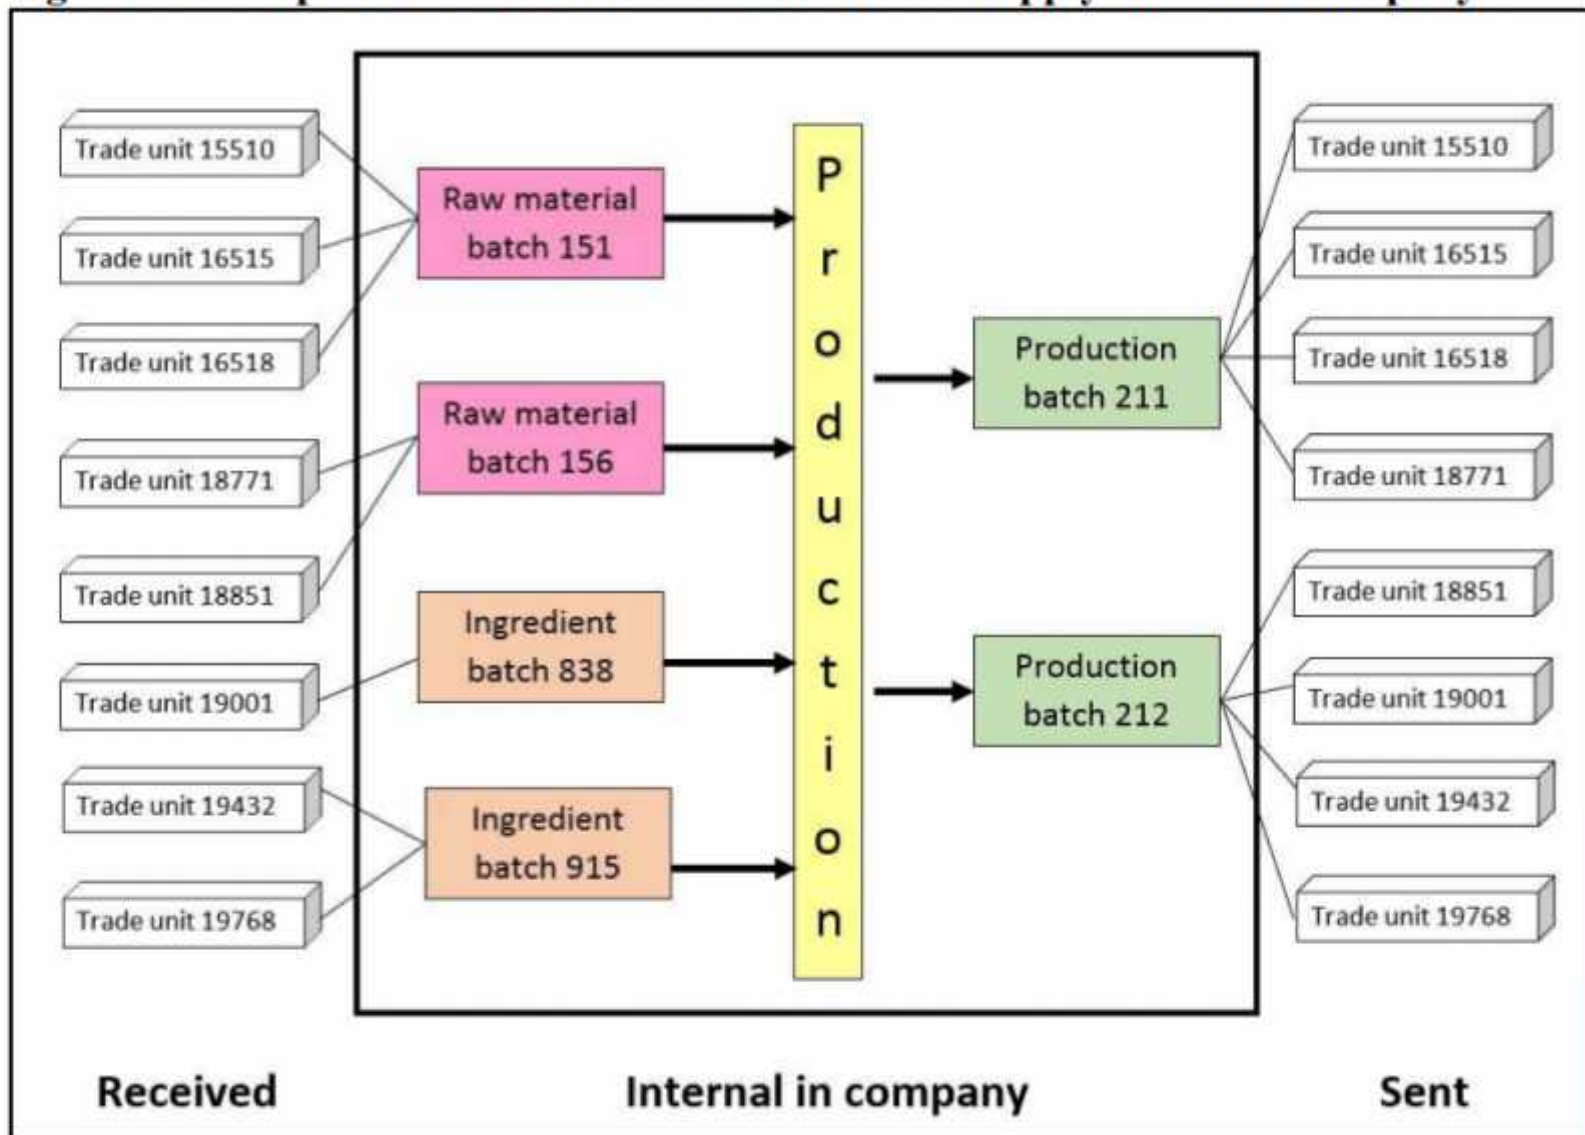 Trade unit 15510
Trade unit 16515
Trade unit 16518
Trade unit 18771
Trade unit 18851
Trade unit 19001
Trade unit 19432
Trade unit 19768
Received
Raw material
batch 151
Raw material
batch 156
Ingredient
batch 838
Ingredient
batch 915
Production
Production
batch 211
Production
batch 212
Internal in company
Trade unit 15510
Trade unit 16515
Trade unit 16518
Trade unit 18771
Trade unit 18851
Trade unit 19001
Trade unit 19432
Trade unit 19768
Sent